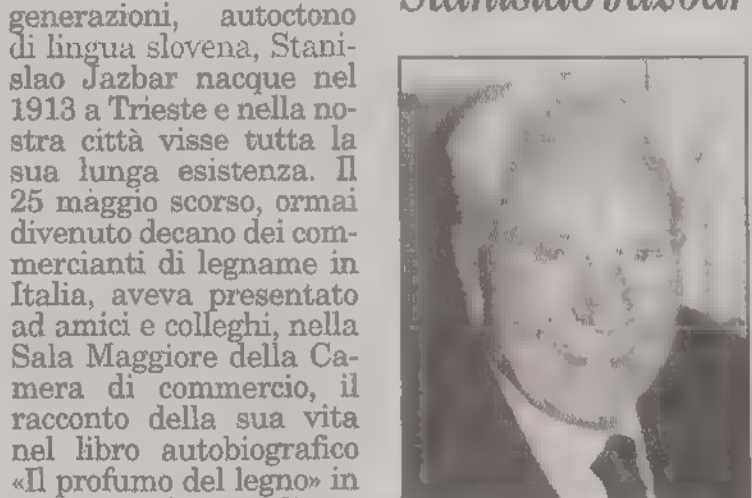 generazioni, autoctono
di lingua slovena, Stani-
slao Jazbar nacque nel
1913 a Trieste e nella no-
stra città visse tutta la
sua lunga esistenza. Il
25 maggio scorso, ormai
divenuto decano dei com-
mercianti di legname in
Italia, aveva presentato
ad amici e colleghi, nella
Sala Maggiore della Ca-
mera di commercio, il
racconto della sua vita
nel libro autobiografico
«Il profumo del legno» in
Stanislao Jazbar